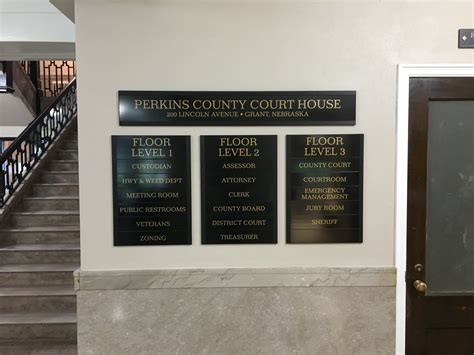 PERKINS COUNTY COURT HOUSE
200 LINCOLN AVENUE • GRANT, NEBRASKA
FLOOR
LEVEL 1
CUSTODIAN
HWY & WEED DEPT
MEETING ROOM
PUBLIC RESTROOMS
VETERANS
ZONING
FLOOR
LEVEL 2
ASSESSOR
ATTORNEY
CLERK
COUNTY BOARD
DISTRICT COURT
TREASURER
FLOOR
LEVEL 3
COUNTY COURT
COURTROOM
EMERGENCY
MANAGEMENT
JURY ROOM
SHERIFF